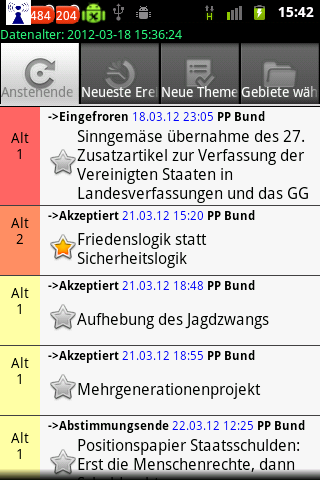 484 204 15:42
Datenalter: 2012-03-18 15:36:24
Anstehende Neueste Ere Neue Theme Gebiete wäh
->Eingefroren 18.03.12 23:05 PP Bund
Alt
1
Sinngemäse übernahme des 27.
Zusatzartikel zur Verfassung der
Vereinigten Staaten in
Landesverfassungen und das GG
->Akzeptiert 21.03.12 15:20 PP Bund
Alt
2
Friedenslogik statt
Sicherheitslogik
->Akzeptiert 21.03.12 18:48 PP Bund
Alt
1
Aufhebung des Jagdzwangs
->Akzeptiert 21.03.12 18:55 PP Bund
Alt
1
Mehrgenerationenprojekt
->Abstimmungsende 22.03.12 12:25 PP Bund
Alt
1
Positionspapier Staatsschulden:
Erst die Menschenrechte, dann